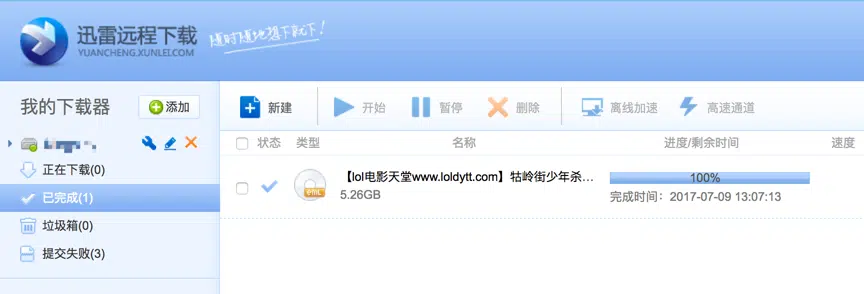 迅雷远程下载
YUANCHENG.XUNLEI.COM
随时随地想下就下!
我的下载器
添加
正在下载(0)
已完成(1)
垃圾箱(0)
提交失败(3)
新建 开始 暂停 删除 离线加速 高速通道
状态 类型 名称 进度/剩余时间 速度
【lol电影天堂www.loldytt.com】牯岭街少年杀... 100%
5.26GB 完成时间:2017-07-09 13:07:13